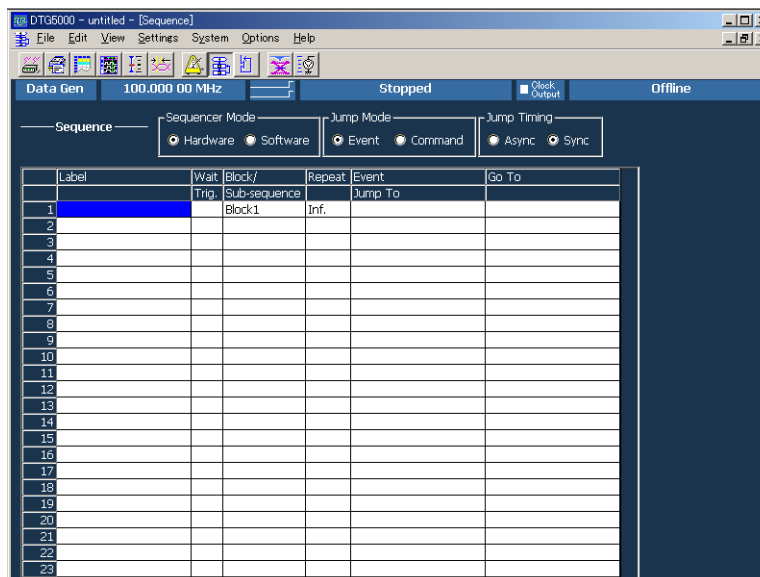 DTG5000 - untitled - [Sequence]
File Edit View Settings System Options Help
Data Gen 100.000 00 MHz Stopped Clock Output Offline
Sequence
Sequencer Mode
Hardware Software
Jump Mode
Event Command
Jump Timing
Async Sync
Label Wait Block/ Repeat Event Go To
Trig. Sub-sequence Jump To
1 Block1 Inf.
2
3
4
5
6
7
8
9
10
11
12
13
14
15
16
17
18
19
20
21
22
23